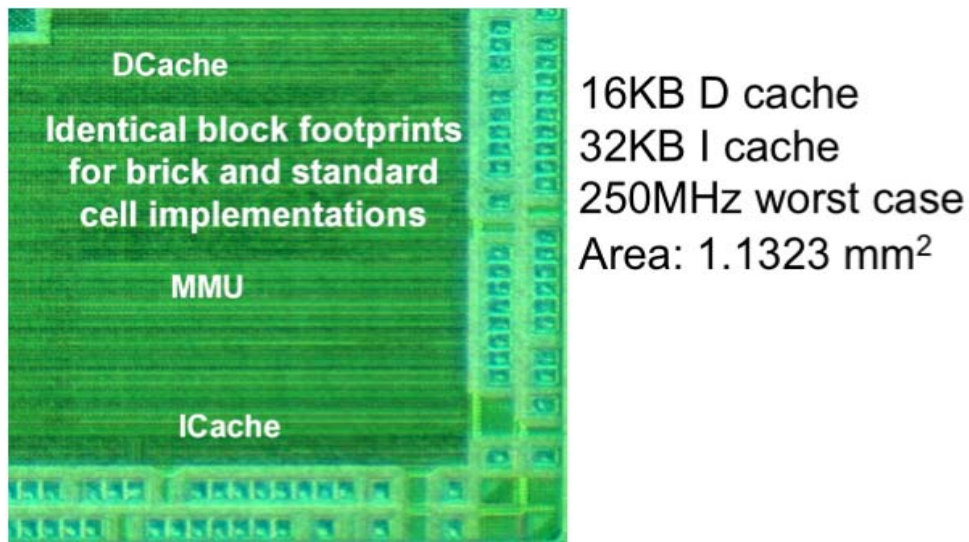 DCache
Identical block footprints
for brick and standard
cell implementations
MMU
ICache
16KB D cache
32KB I cache
250MHz worst case
Area: 1.1323 mm²